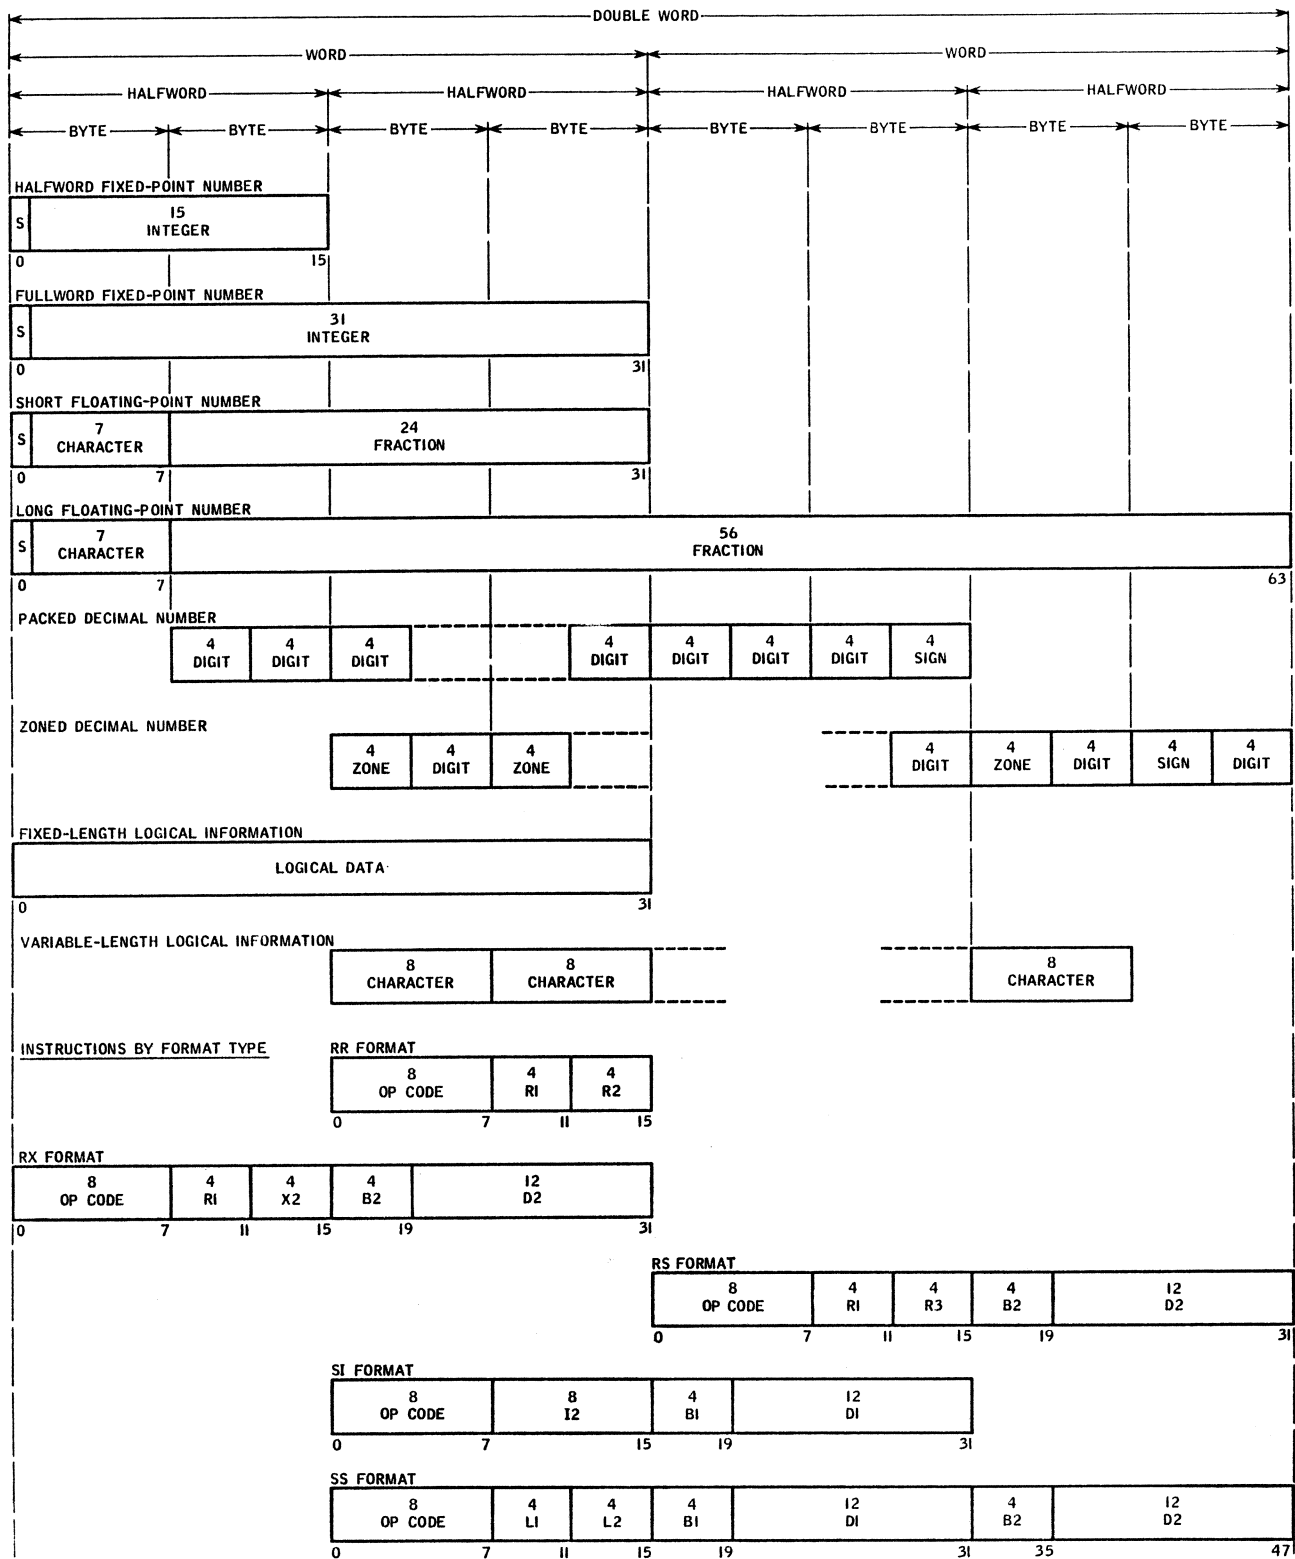 DOUBLE WORD
WORD WORD
HALFWORD HALFWORD HALFWORD HALFWORD
BYTE BYTE BYTE BYTE BYTE BYTE BYTE BYTE
HALFWORD FIXED-POINT NUMBER
S 15 INTEGER
0 15
FULLWORD FIXED-POINT NUMBER
S 31 INTEGER
0 31
SHORT FLOATING-POINT NUMBER
S 7 CHARACTER 24 FRACTION
0 7 31
LONG FLOATING-POINT NUMBER
S 7 CHARACTER 56 FRACTION
0 7 63
PACKED DECIMAL NUMBER
4 4 4 4 4 4 4 4
DIGIT DIGIT DIGIT DIGIT DIGIT DIGIT DIGIT SIGN
ZONED DECIMAL NUMBER
4 4 4 4 4 4 4 4
ZONE DIGIT ZONE DIGIT ZONE DIGIT SIGN DIGIT
FIXED-LENGTH LOGICAL INFORMATION
LOGICAL DATA
0 31
VARIABLE-LENGTH LOGICAL INFORMATION
8 8 8
CHARACTER CHARACTER CHARACTER
INSTRUCTIONS BY FORMAT TYPE RR FORMAT
8 4 4
OP CODE R1 R2
0 7 11 15
RX FORMAT
8 4 4 4 12
OP CODE R1 X2 B2 D2
0 7 11 15 19 31
RS FORMAT
8 4 4 4 12
OP CODE R1 R3 B2 D2
0 7 11 15 19 31
SI FORMAT
8 8 4 12
OP CODE I2 B1 D1
0 7 15 19 31
SS FORMAT
8 4 4 4 12 4 12
OP CODE L1 L2 B1 D1 B2 D2
0 7 11 15 19 31 35 47